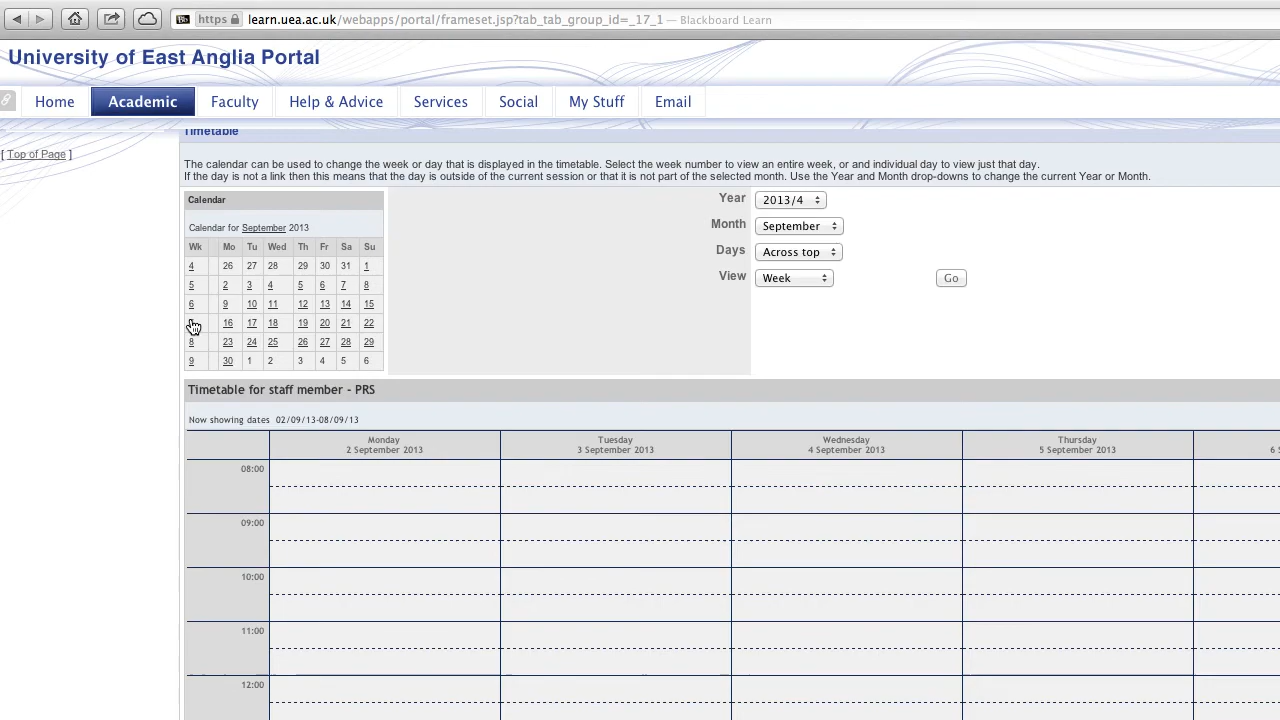 https learn.uea.ac.uk/webapps/portal/frameset.jsp?tab_tab_group_id=_17_1 — Blackboard Learn
University of East Anglia Portal
Home Academic Faculty Help & Advice Services Social My Stuff Email
[ Top of Page ]
Timetable
The calendar can be used to change the week or day that is displayed in the timetable. Select the week number to view an entire week, or and individual day to view just that day.
If the day is not a link then this means that the day is outside of the current session or that it is not part of the selected month. Use the Year and Month drop-downs to change the current Year or Month.
Calendar
Calendar for September 2013
Wk Mo Tu Wed Th Fr Sa Su
4 26 27 28 29 30 31 1
5 2 3 4 5 6 7 8
6 9 10 11 12 13 14 15
16 17 18 19 20 21 22
8 23 24 25 26 27 28 29
9 30 1 2 3 4 5 6
Year 2013/4
Month September
Days Across top
View Week Go
Timetable for staff member - PRS
Now showing dates 02/09/13-08/09/13
Monday Tuesday Wednesday Thursday
2 September 2013 3 September 2013 4 September 2013 5 September 2013
08:00
09:00
10:00
11:00
12:00